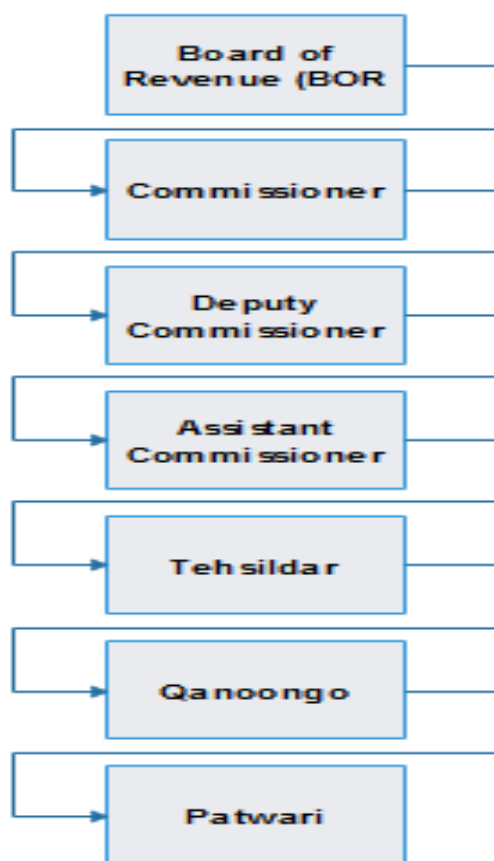 Board of
Revenue (BOR
Commissioner
Deputy
Commissioner
Assistant
Commissioner
Tehsildar
Qanoongo
Patwari